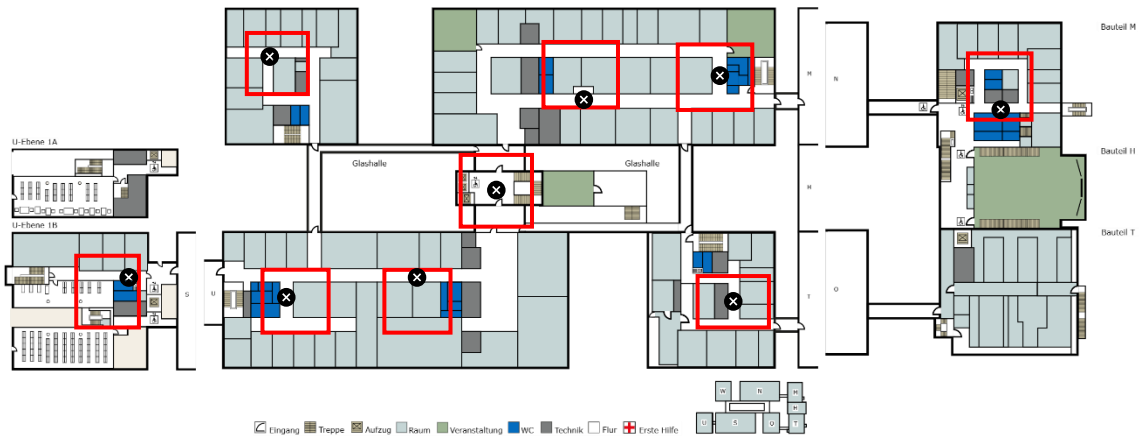 Bauteil M
M
N
U-Ebene 1A
Bauteil H
Glashalle
Glashalle
H
U-Ebene 1B
Bauteil T
S
U
T
O
W
N
M
H
U
S
O
T
Eingang
Treppe
Aufzug
Raum
Veranstaltung
WC
Technik
Flur
Erste Hilfe